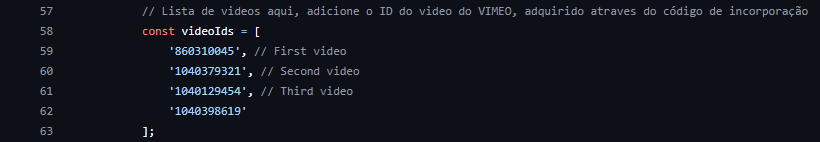 57 // Lista de videos aqui, adicione o ID do video do VIMEO, adquirido atraves do código de incorporação
58 const videoIds = [
59 '860310045', // First video
60 '1040379321', // Second video
61 '1040129454', // Third video
62 '1040398619'
63 ];